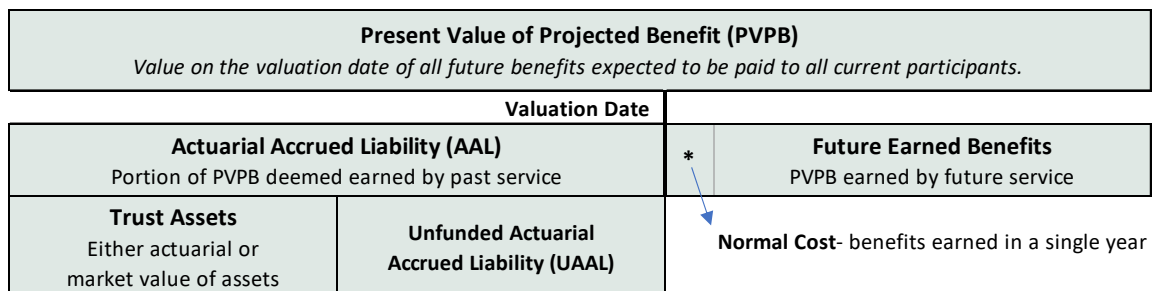 Present Value of Projected Benefit (PVPB)
Value on the valuation date of all future benefits expected to be paid to all current participants.
Valuation Date
Actuarial Accrued Liability (AAL)
Portion of PVPB deemed earned by past service
*
Future Earned Benefits
PVPB earned by future service
Trust Assets
Either actuarial or
market value of assets
Unfunded Actuarial
Accrued Liability (UAAL)
Normal Cost- benefits earned in a single year